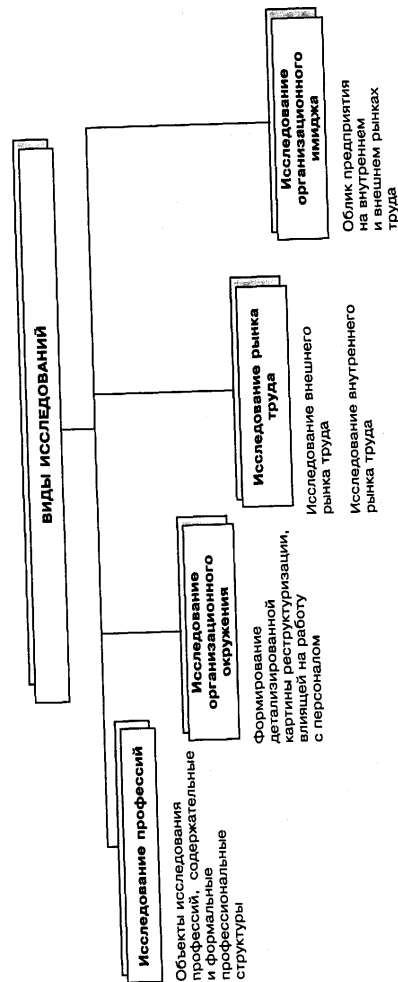 ВИДЫ ИССЛЕДОВАНИЙ
Исследование профессий
Объекты исследования
профессий, содержательные
и формальные
профессиональные
структуры
Исследование
организационного
окружения
Формирование
детализированной
картины реструктуризации,
влияющей на работу
с персоналом
Исследование рынка
труда
Исследование внешнего
рынка труда
Исследование внутреннего
рынка труда
Исследование
организационного
имиджа
Облик предприятия
на внутреннем
и внешнем рынках
труда